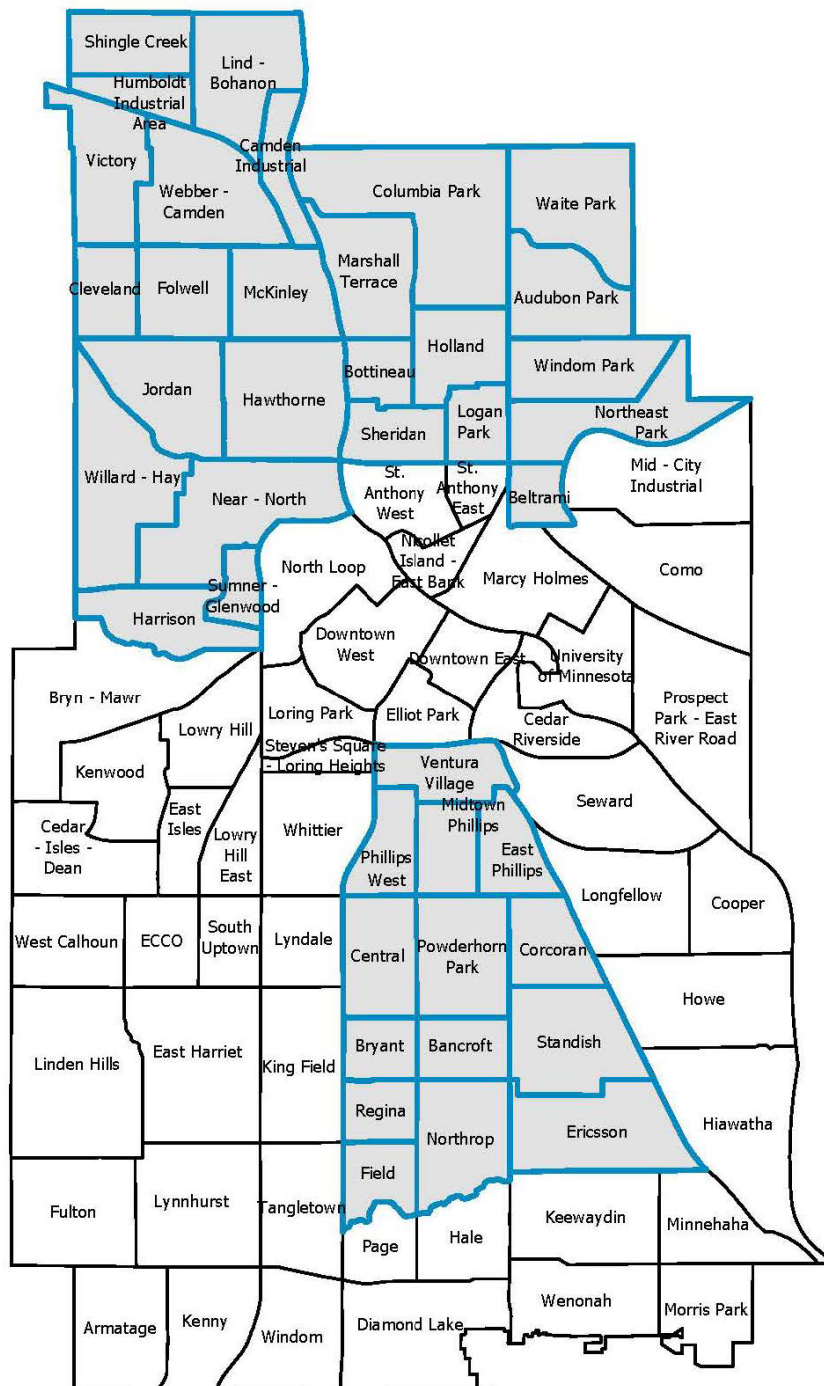 Shingle Creek
Lind -
Bohanon
Humboldt
Industrial
Area
Camden
Industrial
Victory
Webber -
Camden
Columbia Park
Waite Park
Marshall
Terrace
Cleveland
Folwell
McKinley
Audubon Park
Holland
Bottineau
Windom Park
Jordan
Hawthorne
Logan
Park
Northeast
Park
Sheridan
Willard - Hay
St.
Anthony
West
St.
Anthony
East
Mid - City
Industrial
Beltrami
Near - North
Nicollet
Island -
East Bank
North Loop
Marcy Holmes
Como
Sumner -
Glenwood
Harrison
Downtown
West
Downtown East
University
of Minnesota
Bryn - Mawr
Prospect
Park - East
River Road
Loring Park
Elliot Park
Cedar
Riverside
Lowry Hill
Steven's Square
- Loring Heights
Kenwood
Ventura
Village
Seward
East
Isles
Midtown
Phillips
Cedar
- Isles -
Dean
Lowry
Hill
East
Whittier
Phillips
West
East
Phillips
Longfellow
Cooper
West Calhoun
ECCO
South
Uptown
Lyndale
Central
Powderhorn
Park
Corcoran
Howe
Linden Hills
East Harriet
King Field
Bryant
Bancroft
Standish
Regina
Northrop
Ericsson
Hiawatha
Field
Fulton
Lynnhurst
Tangletown
Page
Hale
Keewaydin
Minnehaha
Armatage
Kenny
Windom
Diamond Lake
Wenonah
Morris Park